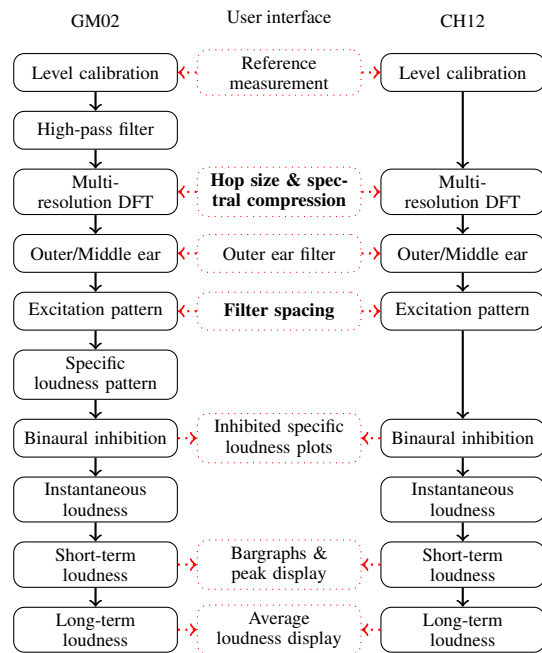 GM02 User interface CH12
Level calibration Reference Level calibration
measurement
High-pass filter
Multi- Hop size & spec- Multi-
resolution DFT tral compression resolution DFT
Outer/Middle ear Outer ear filter Outer/Middle ear
Excitation pattern Filter spacing Excitation pattern
Specific
loudness pattern
Binaural inhibition Inhibited specific Binaural inhibition
loudness plots
Instantaneous Instantaneous
loudness loudness
Short-term Bargraphs & Short-term
loudness peak display loudness
Long-term Average Long-term
loudness loudness display loudness